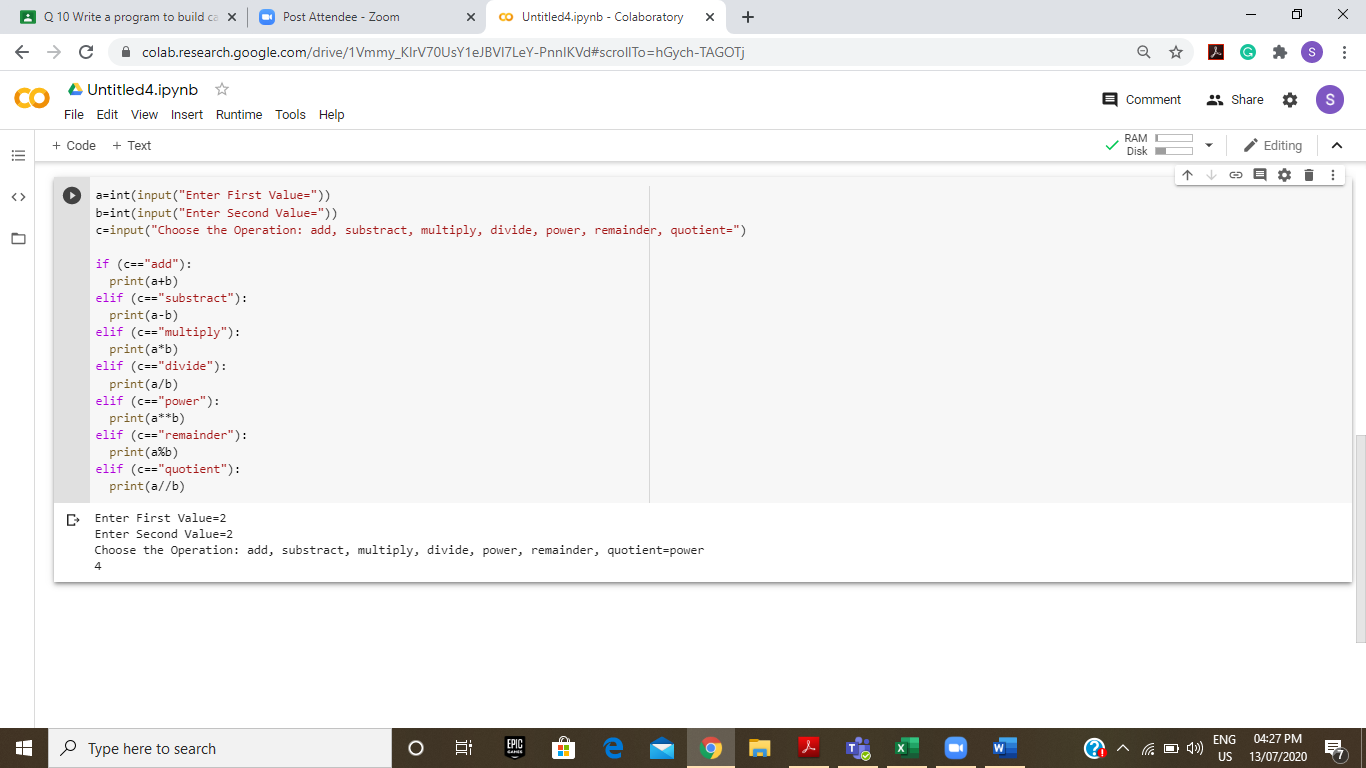 Q 10 Write a program to build ca
Post Attendee - Zoom
Untitled4.ipynb - Colaboratory
colab.research.google.com/drive/1Vmmy_KIrV70UsY1eJBVI7LeY-PnnIKVd#scrollTo=hGych-TAGOTj
S
Untitled4.ipynb
File Edit View Insert Runtime Tools Help
Comment
Share
S
+ Code + Text
RAM
Disk
Editing
a=int(input("Enter First Value="))
b=int(input("Enter Second Value="))
c=input("Choose the Operation: add, substract, multiply, divide, power, remainder, quotient=")
if (c=="add"):
print(a+b)
elif (c=="substract"):
print(a-b)
elif (c=="multiply"):
print(a*b)
elif (c=="divide"):
print(a/b)
elif (c=="power"):
print(a**b)
elif (c=="remainder"):
print(a%b)
elif (c=="quotient"):
print(a//b)
Enter First Value=2
Enter Second Value=2
Choose the Operation: add, substract, multiply, divide, power, remainder, quotient=power
4
Type here to search
EPIC
GAMES
ENG
US
04:27 PM
13/07/2020
7